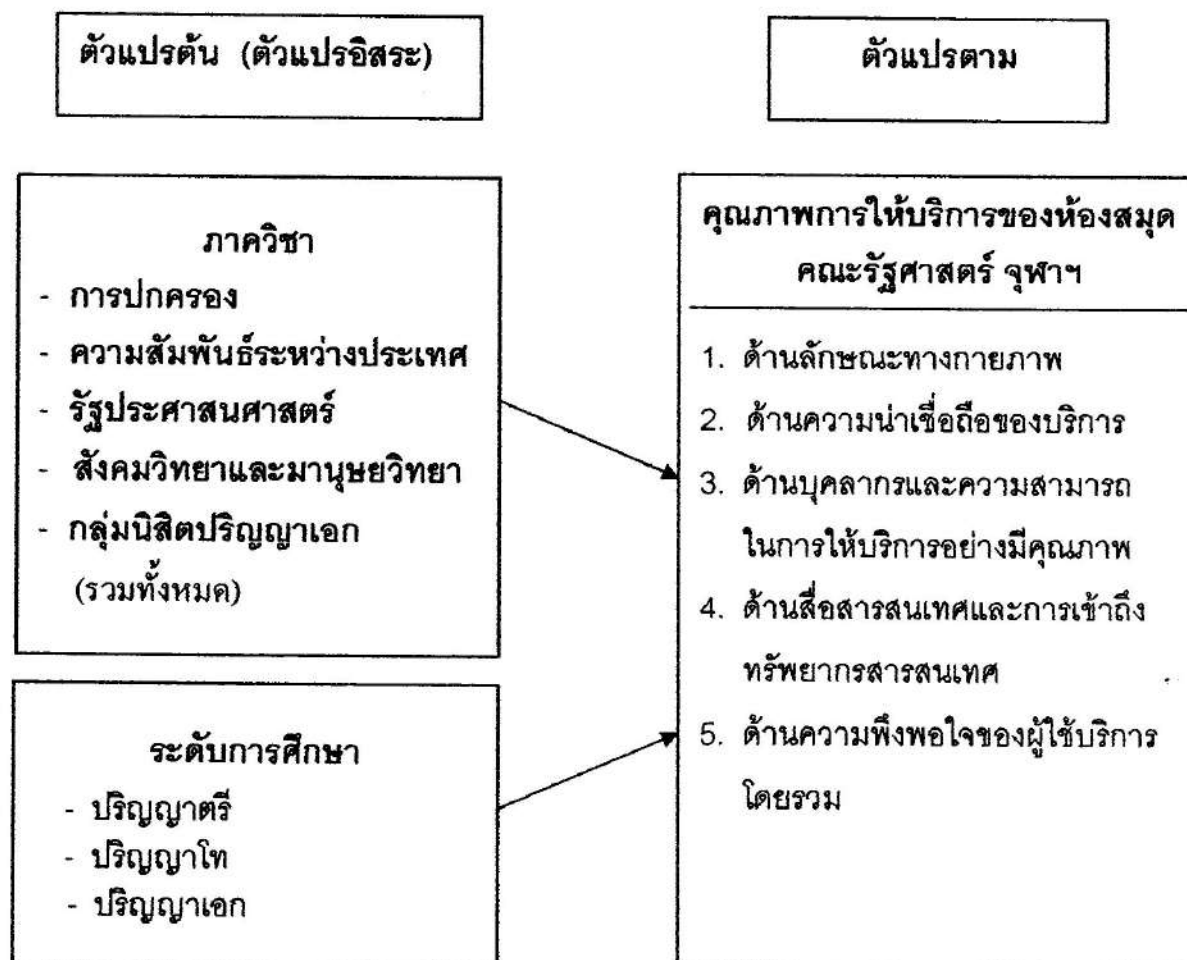 ตัวแปรต้น (ตัวแปรอิสระ)
ตัวแปรตาม
ภาควิชา
- การปกครอง
- ความสัมพันธ์ระหว่างประเทศ
- รัฐประศาสนศาสตร์
- สังคมวิทยาและมานุษยวิทยา
- กลุ่มนิสิตปริญญาเอก
(รวมทั้งหมด)
ระดับการศึกษา
- ปริญญาตรี
- ปริญญาโท
- ปริญญาเอก
คุณภาพการให้บริการของห้องสมุด
คณะรัฐศาสตร์ จุฬาฯ
1. ด้านลักษณะทางกายภาพ
2. ด้านความน่าเชื่อถือของบริการ
3. ด้านบุคลากรและความสามารถ
ในการให้บริการอย่างมีคุณภาพ
4. ด้านสื่อสารสนเทศและการเข้าถึง
ทรัพยากรสารสนเทศ
5. ด้านความพึงพอใจของผู้ใช้บริการ
โดยรวม